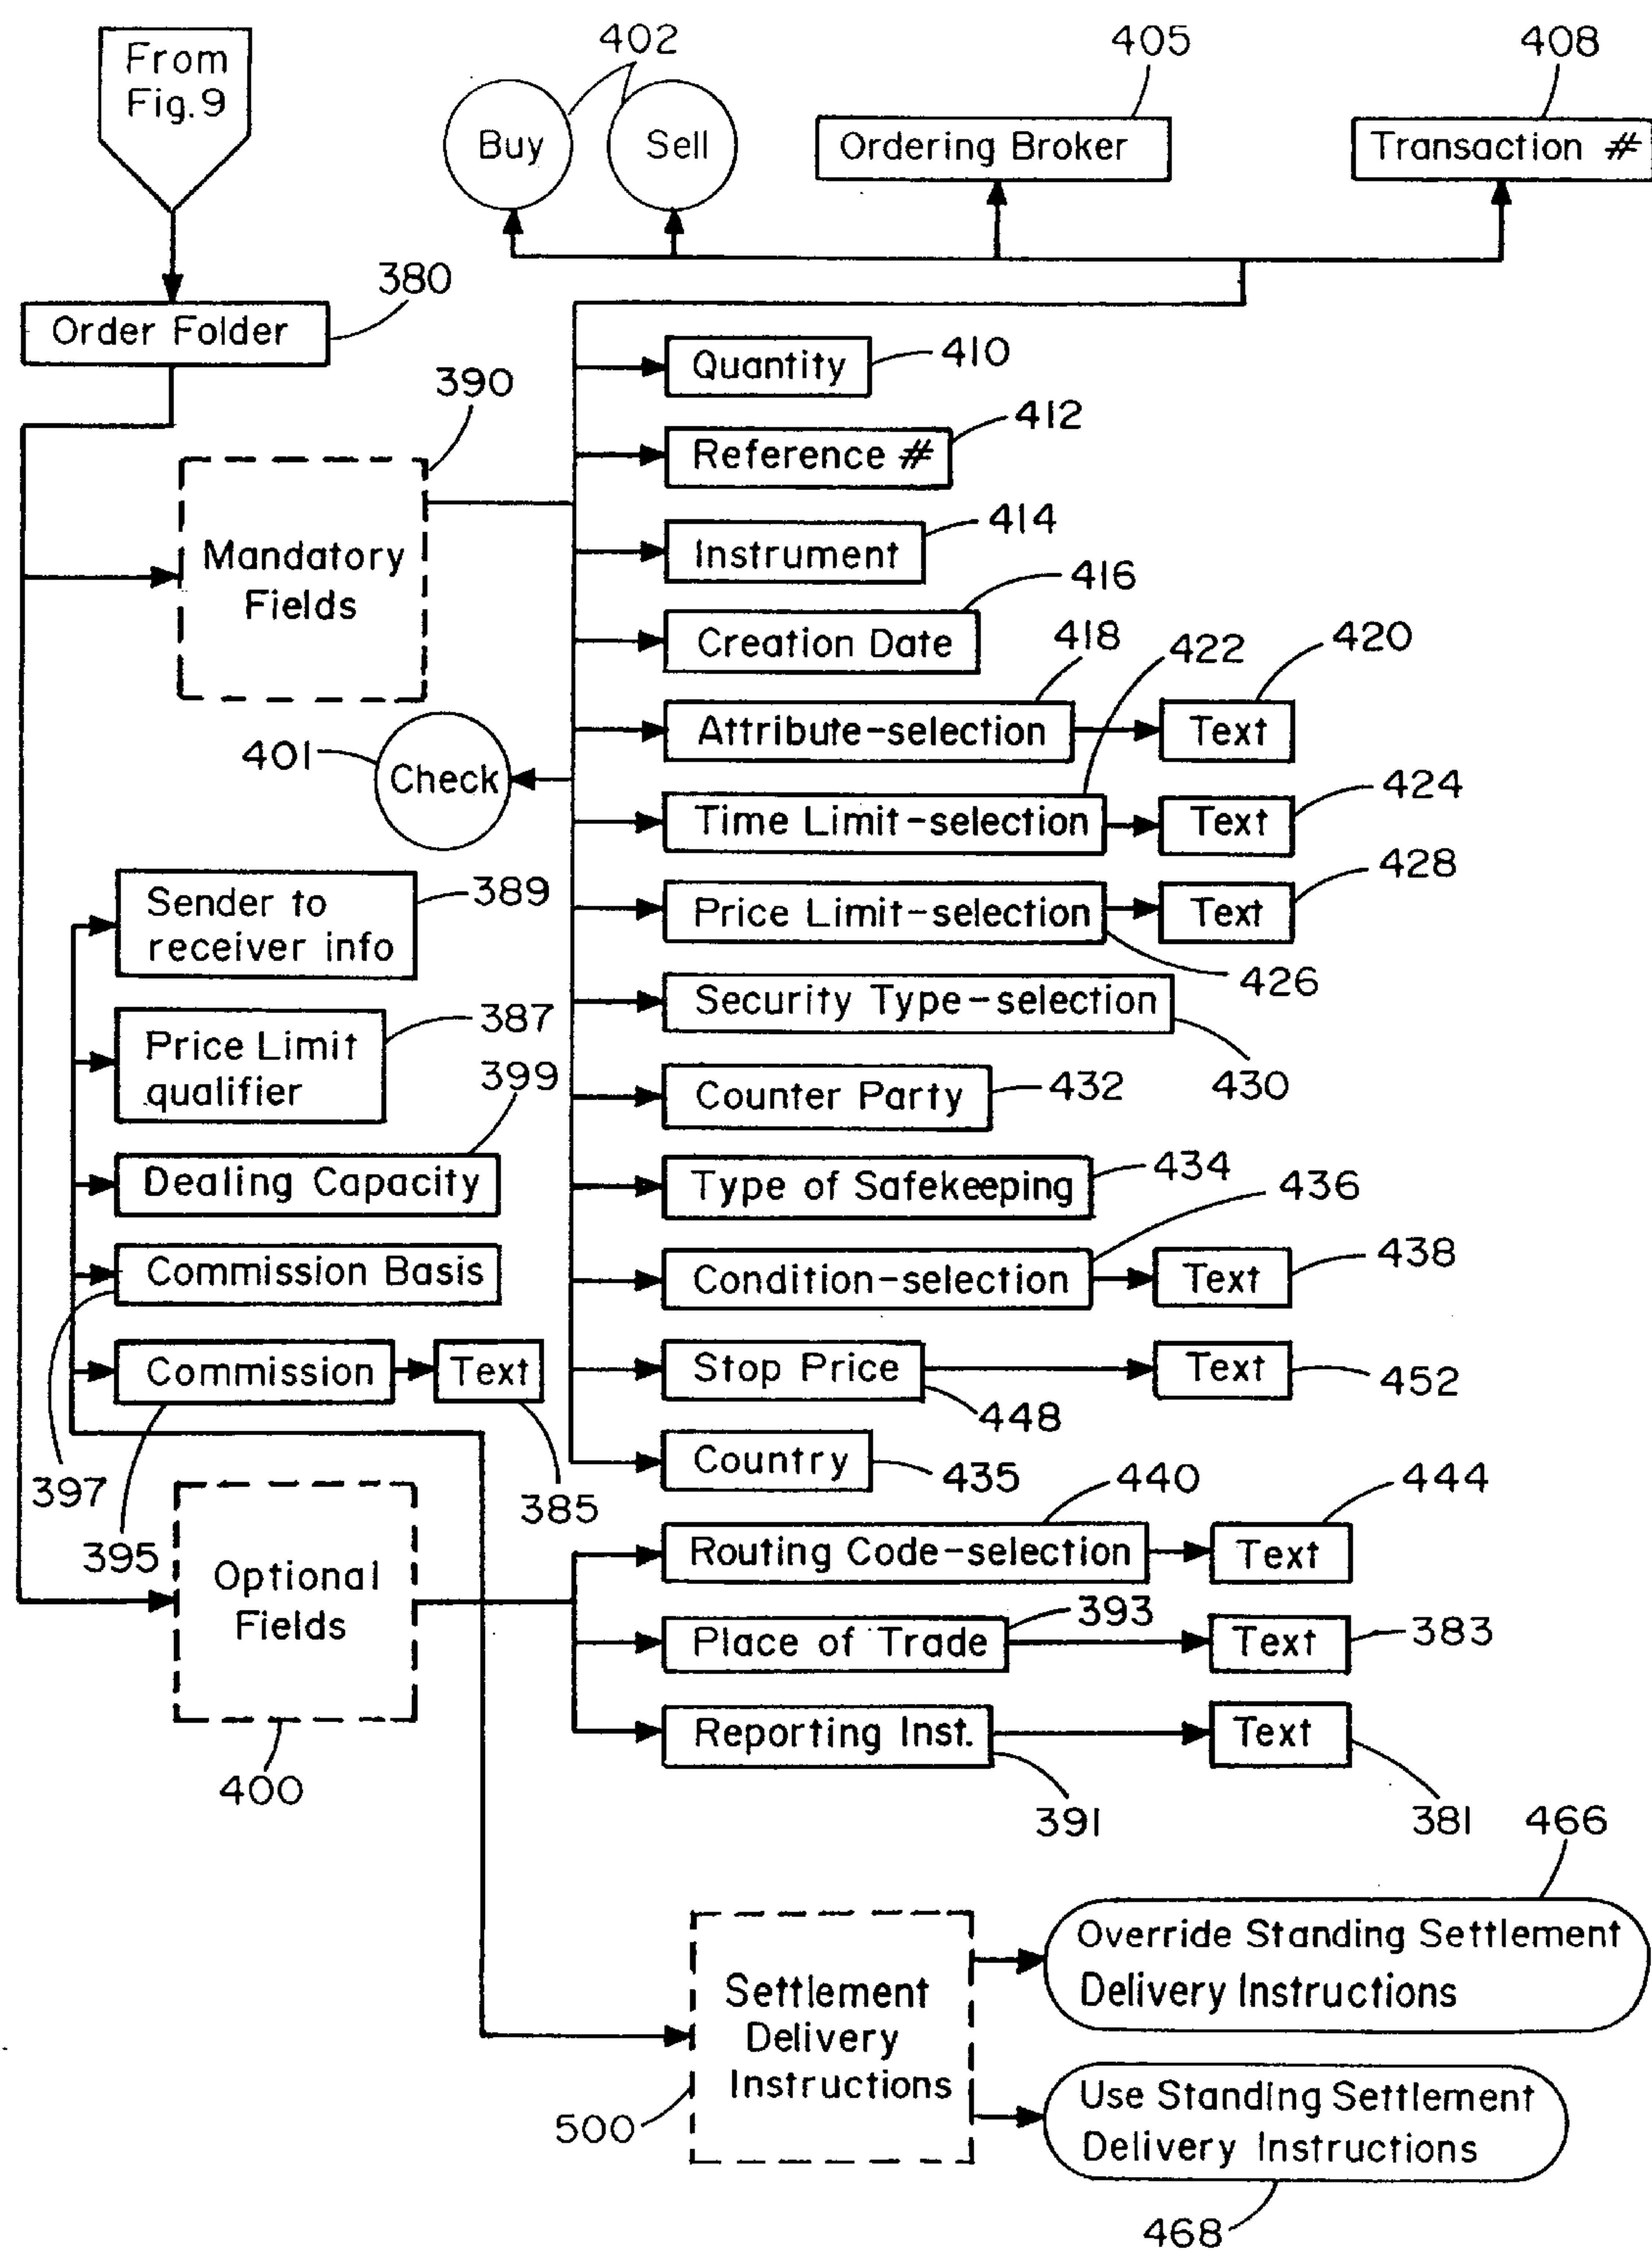 From
Fig.9
402
405
408
Buy
Sell
Ordering Broker
Transaction #
380
Order Folder
390
Quantity
410
Reference #
412
Mandatory
Fields
Instrument
414
Creation Date
416
418
422
420
Attribute-selection
Text
401
Check
Time Limit-selection
Text
424
Sender to
receiver info
389
Price Limit-selection
Text
428
426
Price Limit
qualifier
387
399
Security Type-selection
430
Counter Party
432
Dealing Capacity
Type of Safekeeping
434
436
Commission Basis
Condition-selection
Text
438
Commission
Text
Stop Price
Text
452
448
397
395
385
Country
435
440
444
Optional
Fields
Routing Code-selection
Text
393
Place of Trade
Text
383
Reporting Inst.
Text
400
391
381
466
Override Standing Settlement
Delivery Instructions
Settlement
Delivery
Instructions
500
Use Standing Settlement
Delivery Instructions
468